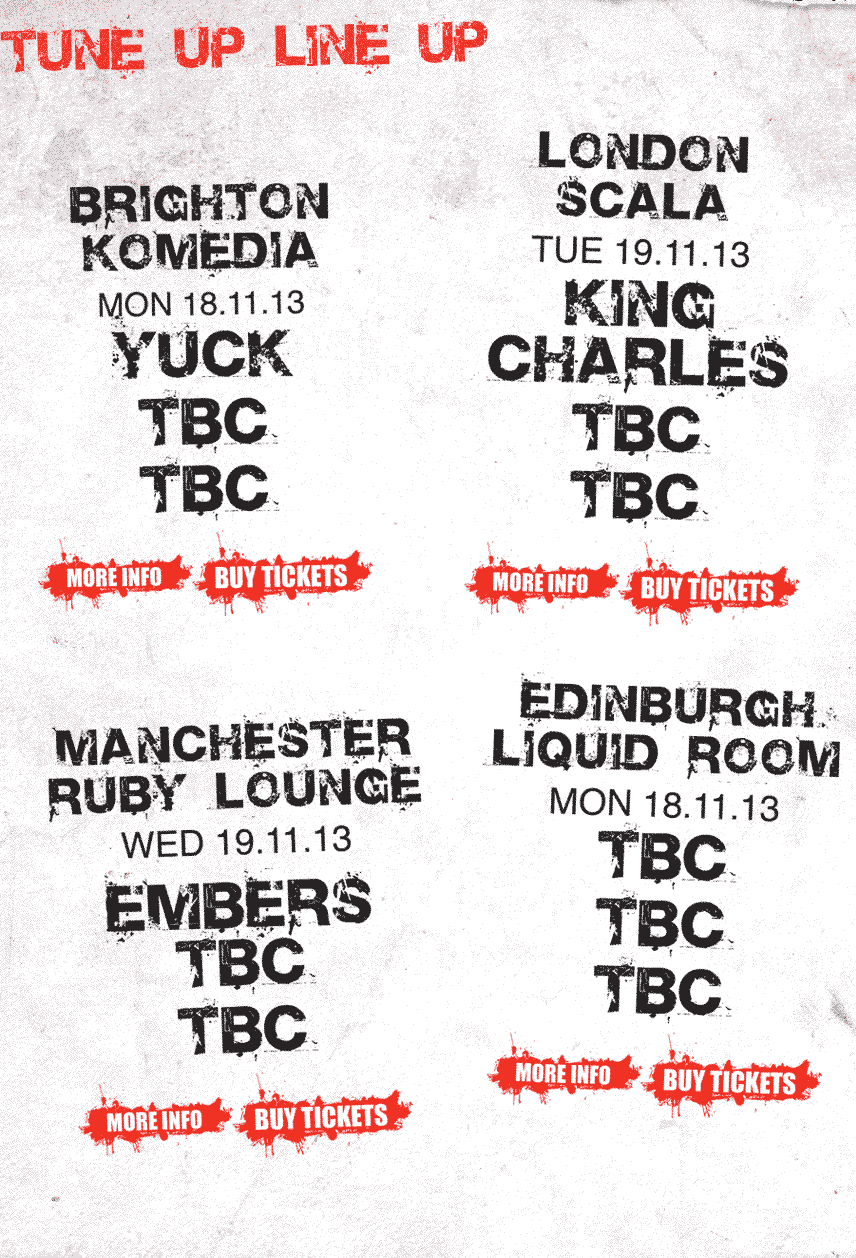 TUNE UP LINE UP
BRIGHTON
KOMEDIA
MON 18.11.13
YUCK
TBC
TBC
MORE INFO BUY TICKETS
LONDON
SCALA
TUE 19.11.13
KING
CHARLES
TBC
TBC
MORE INFO BUY TICKETS
MANCHESTER
RUBY LOUNGE
WED 19.11.13
EMBERS
TBC
TBC
MORE INFO BUY TICKETS
EDINBURGH
LIQUID ROOM
MON 18.11.13
TBC
TBC
TBC
MORE INFO BUY TICKETS